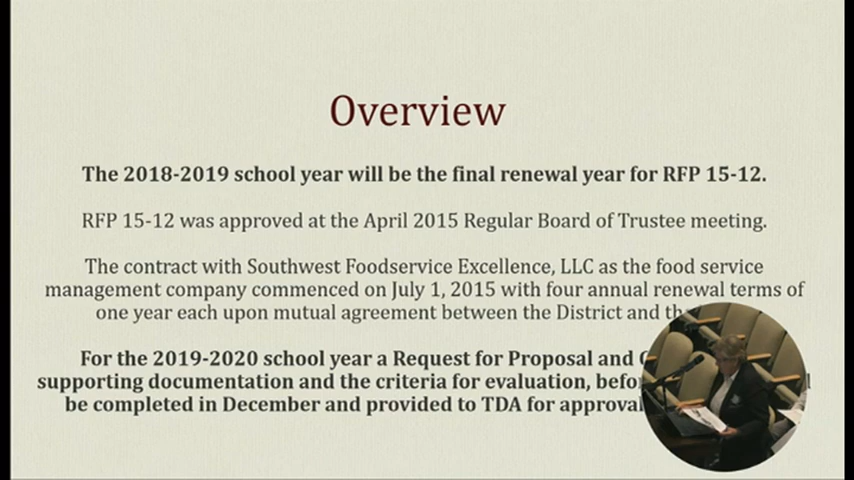 Overview
The 2018-2019 school year will be the final renewal year for RFP 15-12.
RFP 15-12 was approved at the April 2015 Regular Board of Trustee meeting.
The contract with Southwest Foodservice Excellence, LLC as the food service
management company commenced on July 1, 2015 with four annual renewal terms of
one year each upon mutual agreement between the District and
For the 2019-2020 school year a Request for Proposal and
supporting documentation and the criteria for evaluation,
be completed in December and provided to TDA for approval